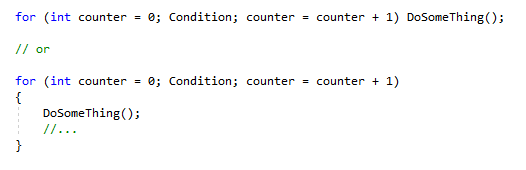 for (int counter = 0; Condition; counter = counter + 1) DoSomeThing();
// or
for (int counter = 0; Condition; counter = counter + 1)
{
    DoSomeThing();
    //...
}